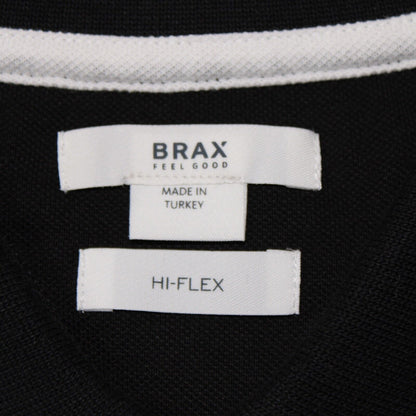 BRAX
FEEL GOOD
MADE IN
TURKEY
HI-FLEX